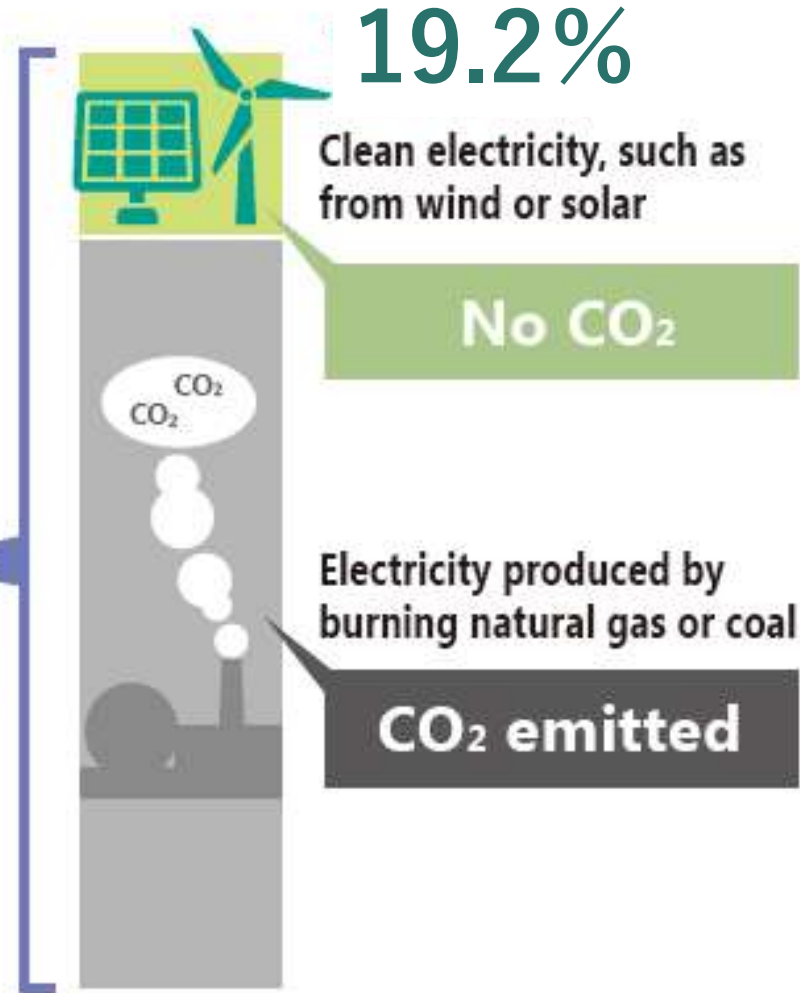 19.2%
Clean electricity, such as
from wind or solar
No CO₂
CO₂
CO₂
Electricity produced by
burning natural gas or coal
CO₂ emitted